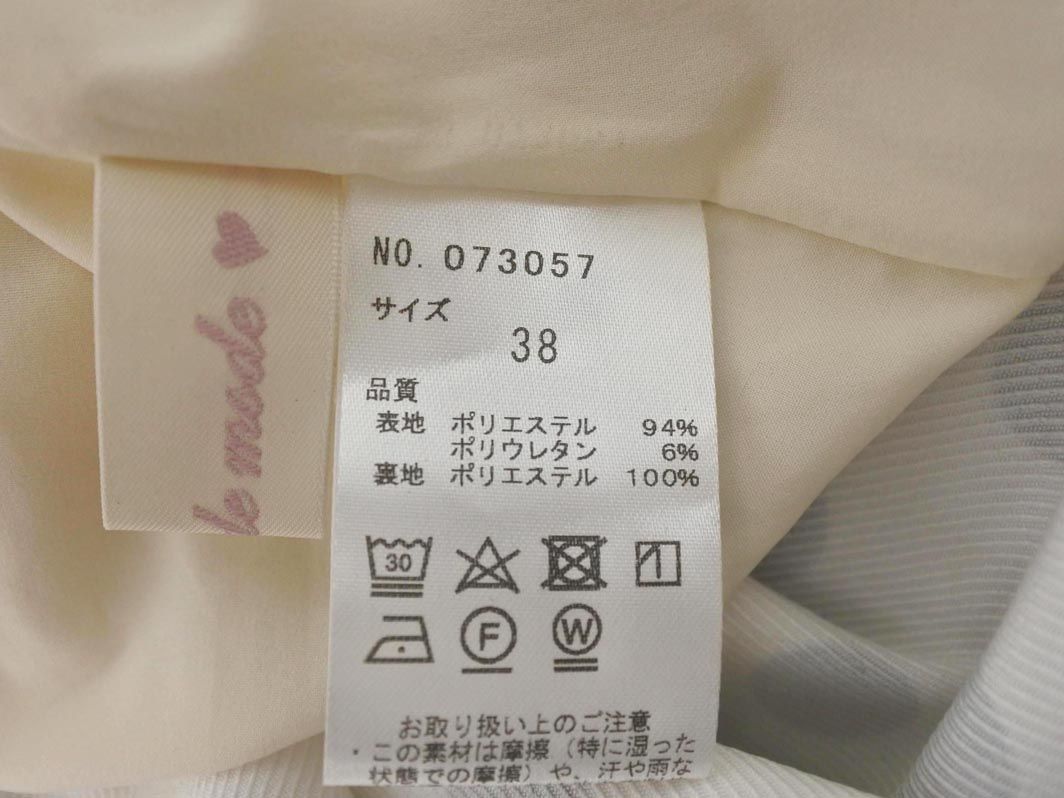 le mode
NO. 073057
サイズ
38
品質
表地 ポリエステル 94%
ポリウレタン 6%
裏地 ポリエステル 100%
30
F
W
お取り扱い上のご注意
・この素材は摩擦（特に湿った
状態での摩擦）や、汗や雨な